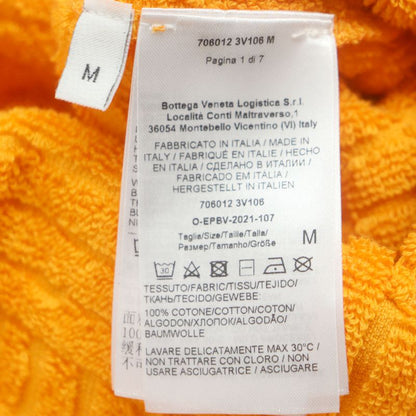 M
706012 3V106 M
Pagina 1 di 7
Bottega Veneta Logistica S.r.l.
Località Conti Maltraverso,1
36054 Montebello Vicentino (VI) Italy
FABBRICATO IN ITALIA / MADE IN
ITALY / FABRIQUÉ EN ITALIE / HECHO
EN ITALIA / СДЕЛАНО В ИТАЛИИ /
FABRICADO EM ITÁLIA /
HERGESTELLT IN ITALIEN
706012 3V106
O-EPBV-2021-107
Taglia/Size/Taille/Talla/
Размер/Tamanho/Größe
M
30
TESSUTO/FABRIC/TISSU/TEJIDO/
ТКАНЬ/TECIDO/GEWEBE:
100% COTONE/COTTON/COTON/
ALGODÓN/ХЛОПОК/ALGODÃO/
BAUMWOLLE
LAVARE DELICATAMENTE MAX 30°C /
NON TRATTARE CON CLORO / NON
USARE ASCIUGATRICE / ASCIUGARE